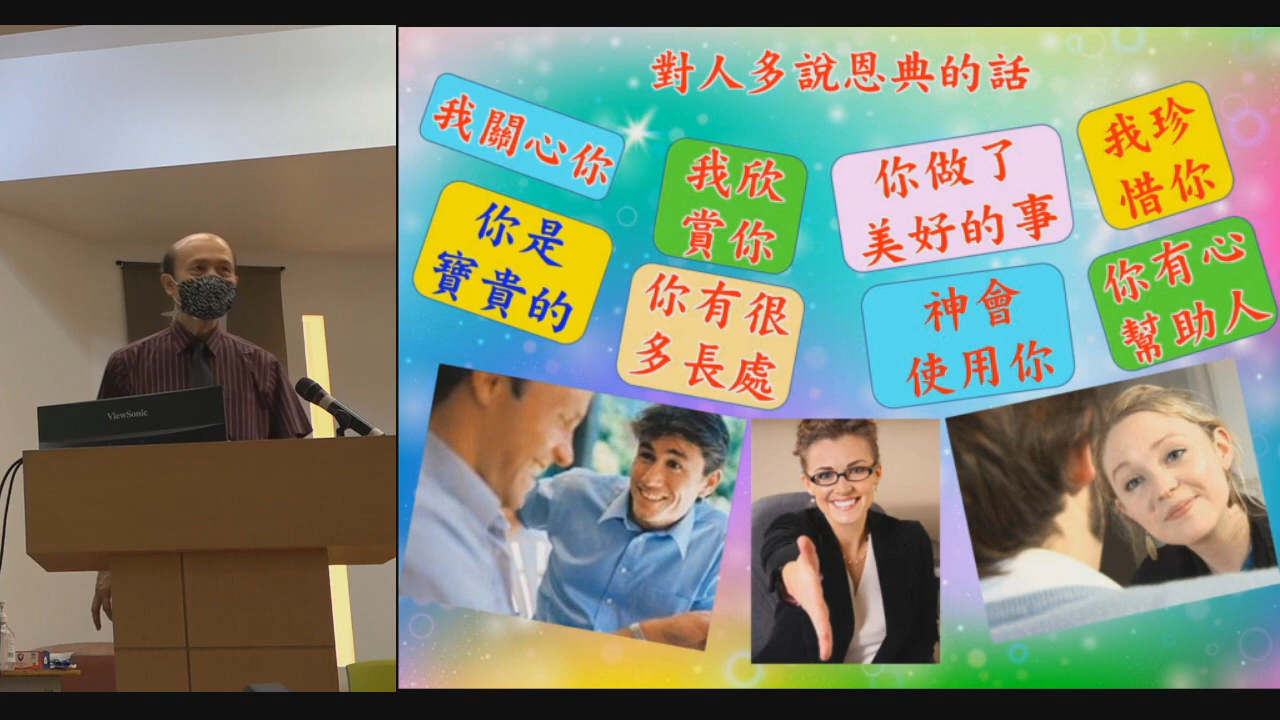 對人多說恩典的話
我關心你
我欣
賞你
你做了
美好的事
我珍
惜你
你是
寶貴的
你有很
多長處
神會
使用你
你有心
幫助人
ViewSonic